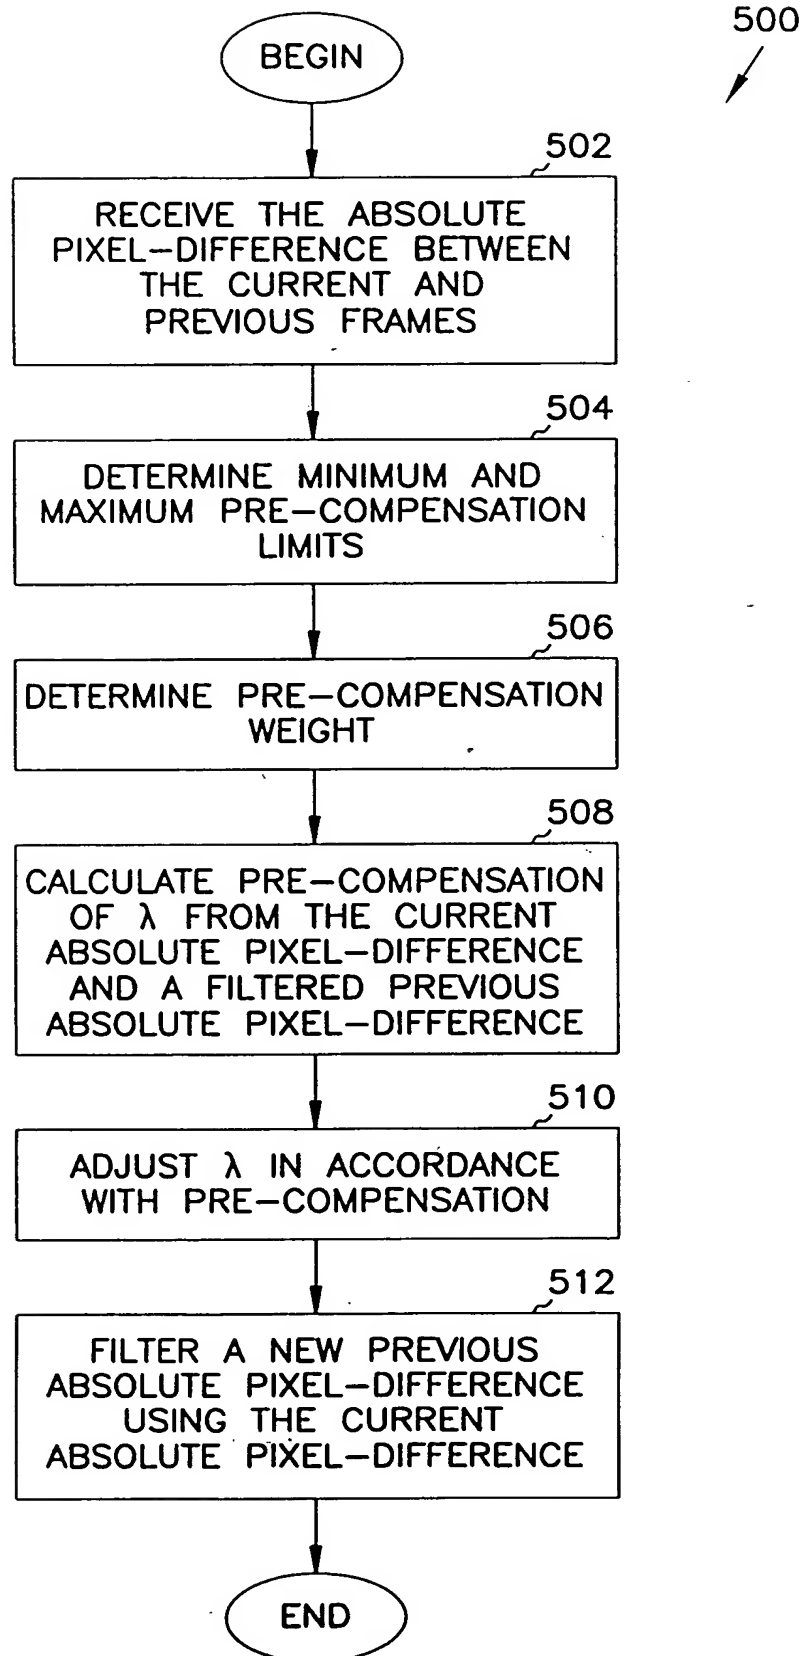 500
BEGIN
502
RECEIVE THE ABSOLUTE
PIXEL-DIFFERENCE BETWEEN
THE CURRENT AND
PREVIOUS FRAMES
504
DETERMINE MINIMUM AND
MAXIMUM PRE-COMPENSATION
LIMITS
506
DETERMINE PRE-COMPENSATION
WEIGHT
508
CALCULATE PRE-COMPENSATION
OF λ FROM THE CURRENT
ABSOLUTE PIXEL-DIFFERENCE
AND A FILTERED PREVIOUS
ABSOLUTE PIXEL-DIFFERENCE
510
ADJUST λ IN ACCORDANCE
WITH PRE-COMPENSATION
512
FILTER A NEW PREVIOUS
ABSOLUTE PIXEL-DIFFERENCE
USING THE CURRENT
ABSOLUTE PIXEL-DIFFERENCE
END